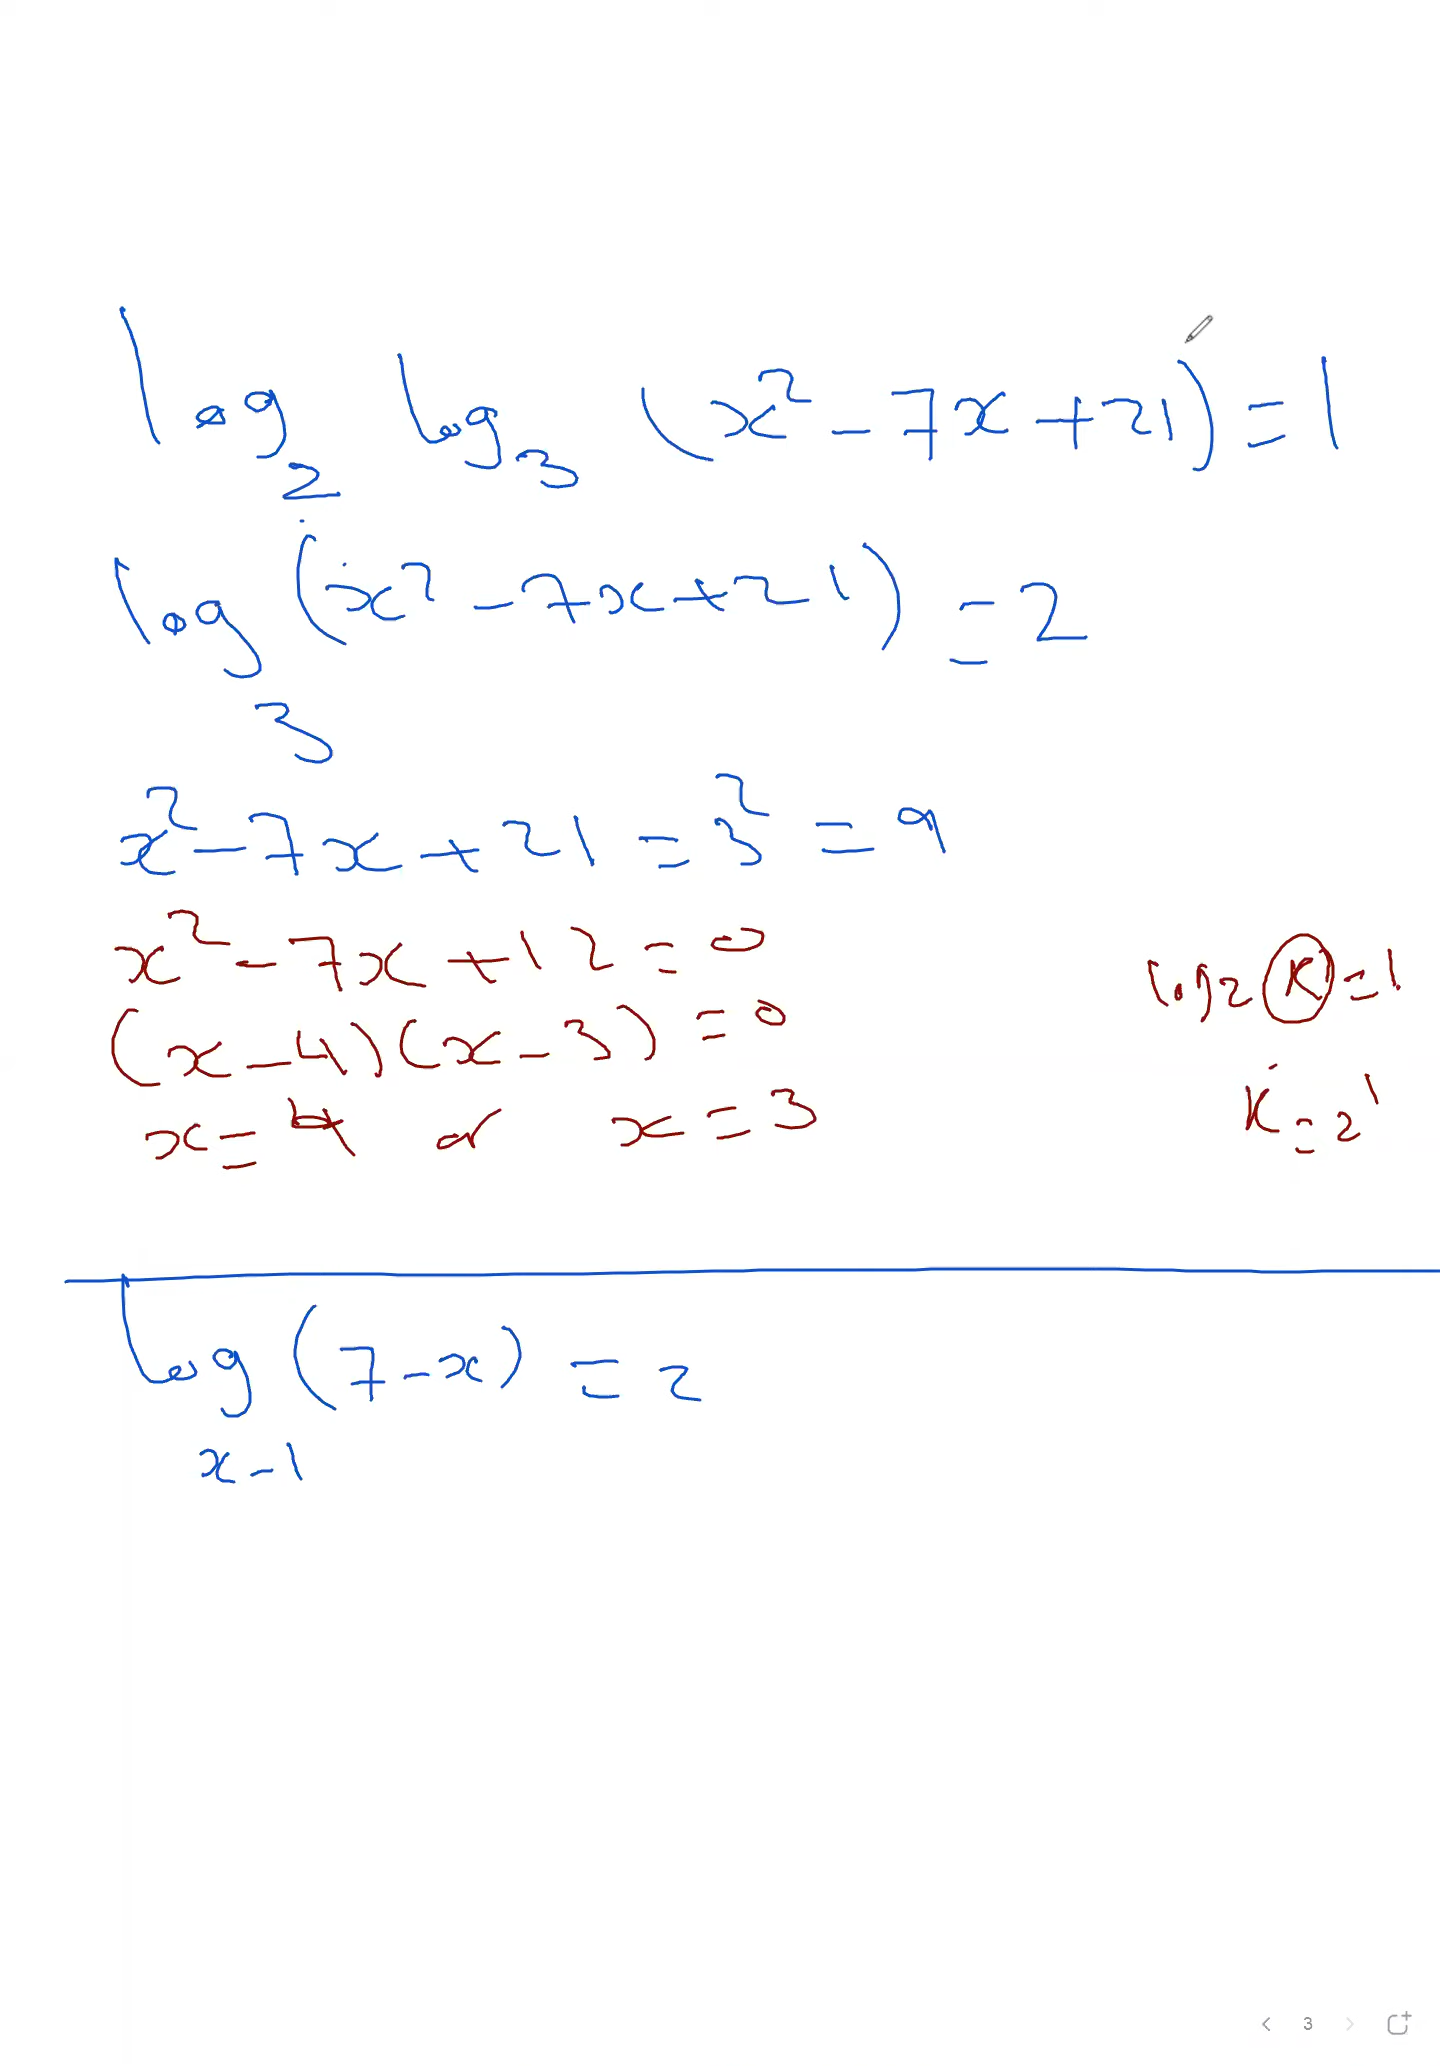 log₂ log₃ (x² - 7x + 21) = 1
log₃ (x² - 7x + 21) = 2
x² - 7x + 21 = 3² = 9
x² - 7x + 12 = 0
(x - 4)(x - 3) = 0
x = 4 or x = 3
log₂ K = 1
K = 2¹
log (7 - x) = 2
x - 1
3